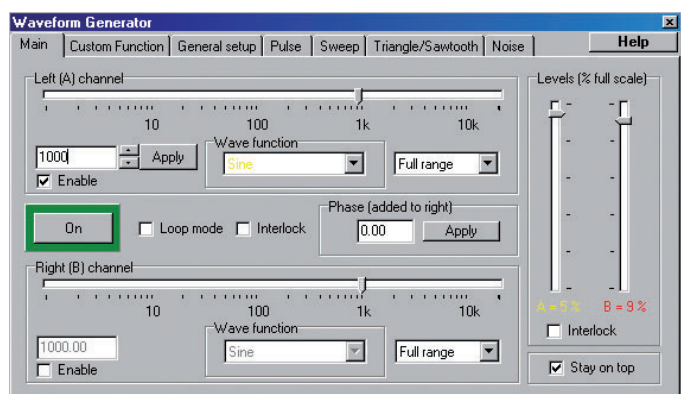 Waveform Generator
Main Custom Function General setup Pulse Sweep Triangle/Sawtooth Noise Help
Left (A) channel
10 100 1k 10k
1000 Apply
Wave function
Sine
Full range
Enable
On
Loop mode
Interlock
Phase (added to right)
0.00 Apply
Right (B) channel
10 100 1k 10k
1000.00
Wave function
Sine
Full range
Enable
Levels (% full scale)
A = 5 % B = 9 %
Interlock
Stay on top